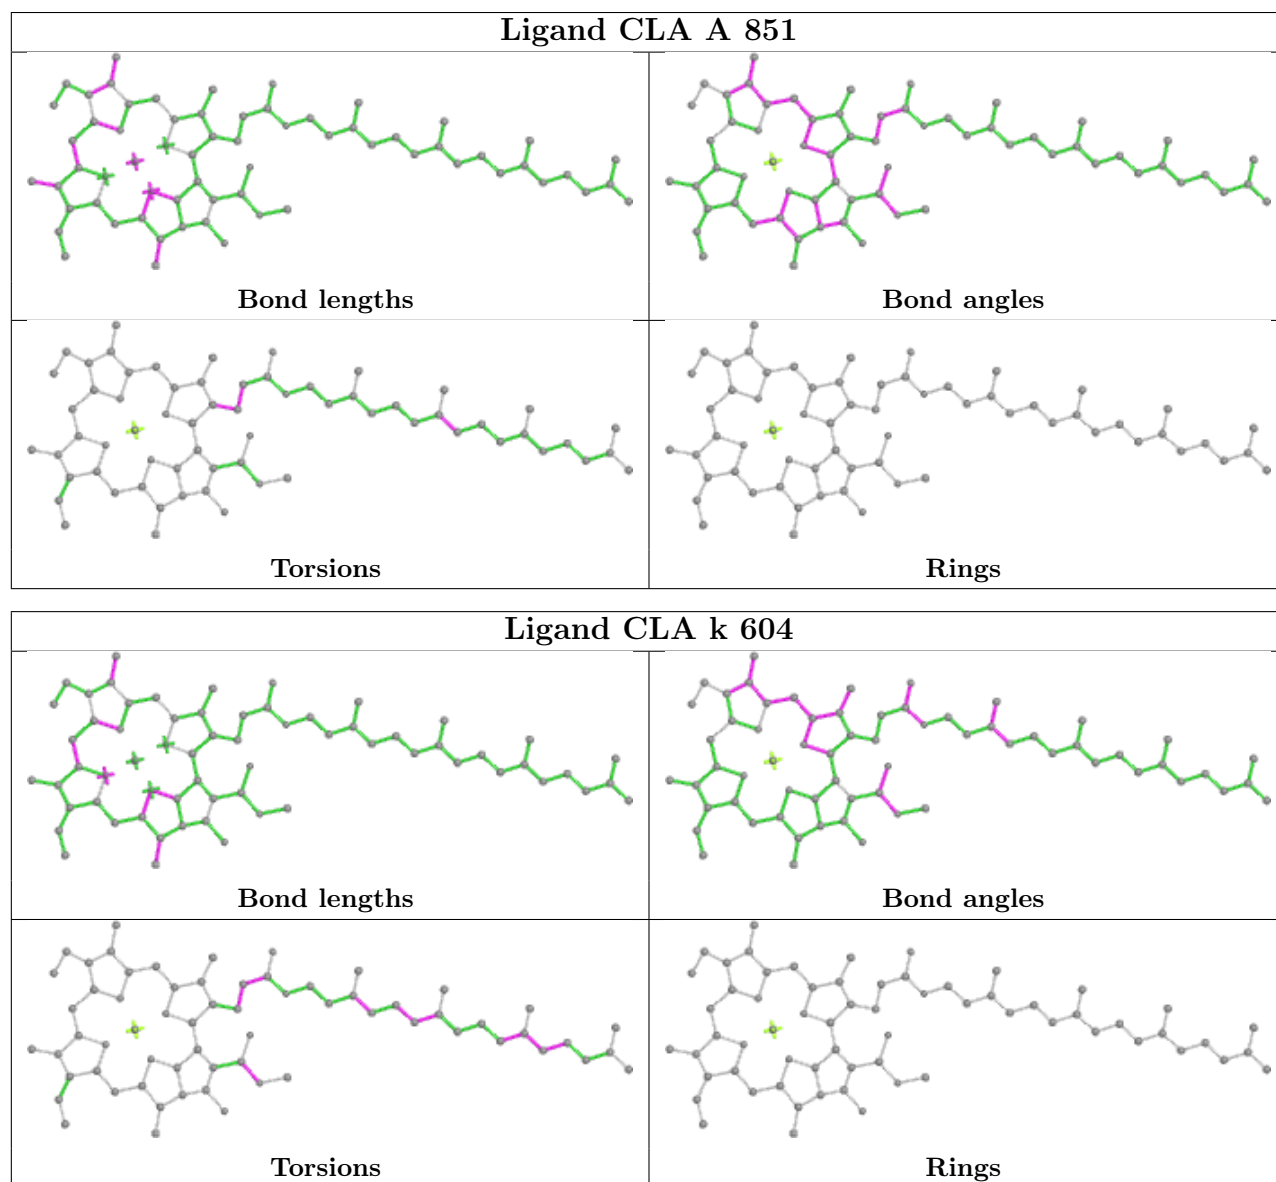 Ligand CLA A 851
Bond lengths
Bond angles
Torsions
Rings
Ligand CLA k 604
Bond lengths
Bond angles
Torsions
Rings